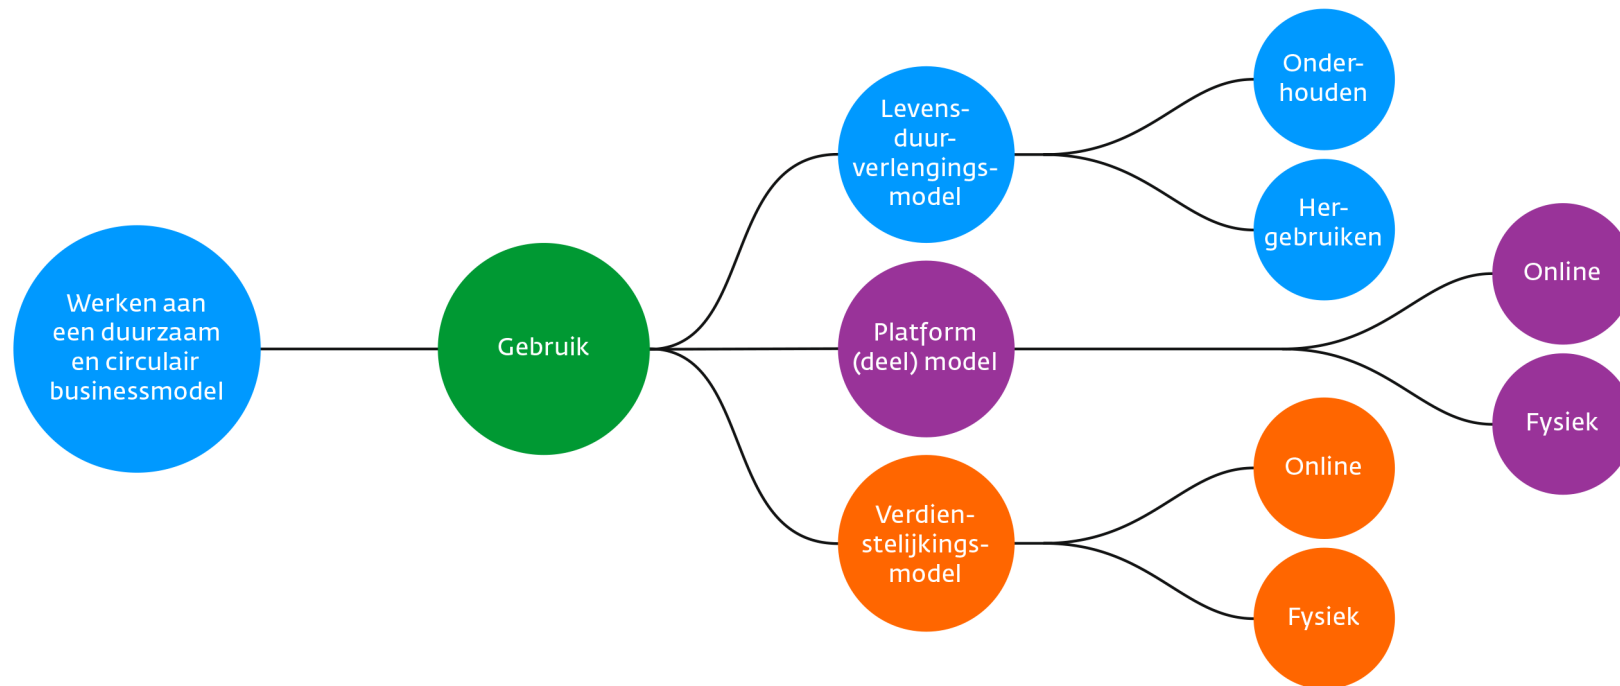 Werken aan
een duurzaam
en circulair
businessmodel
Gebruik
Levens-
duur-
verlengings-
model
Onder-
houden
Her-
gebruiken
Platform
(deel) model
Online
Fysiek
Verdien-
stelijkings-
model
Online
Fysiek